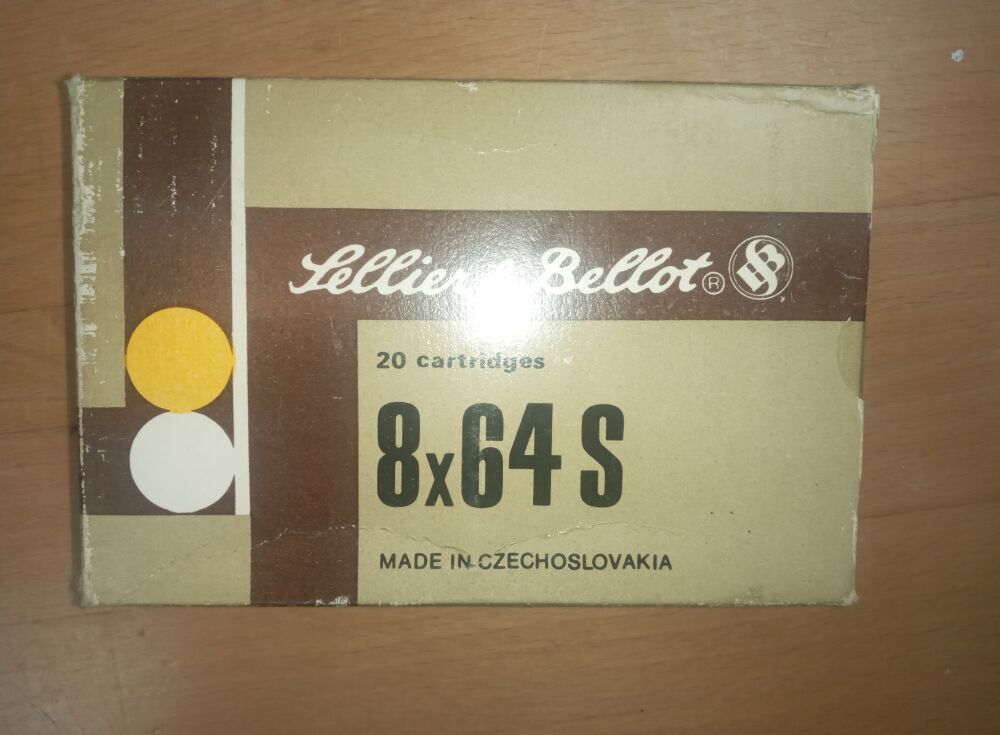 Sellier & Bellot ®
20 cartridges
8x64 S
MADE IN CZECHOSLOVAKIA